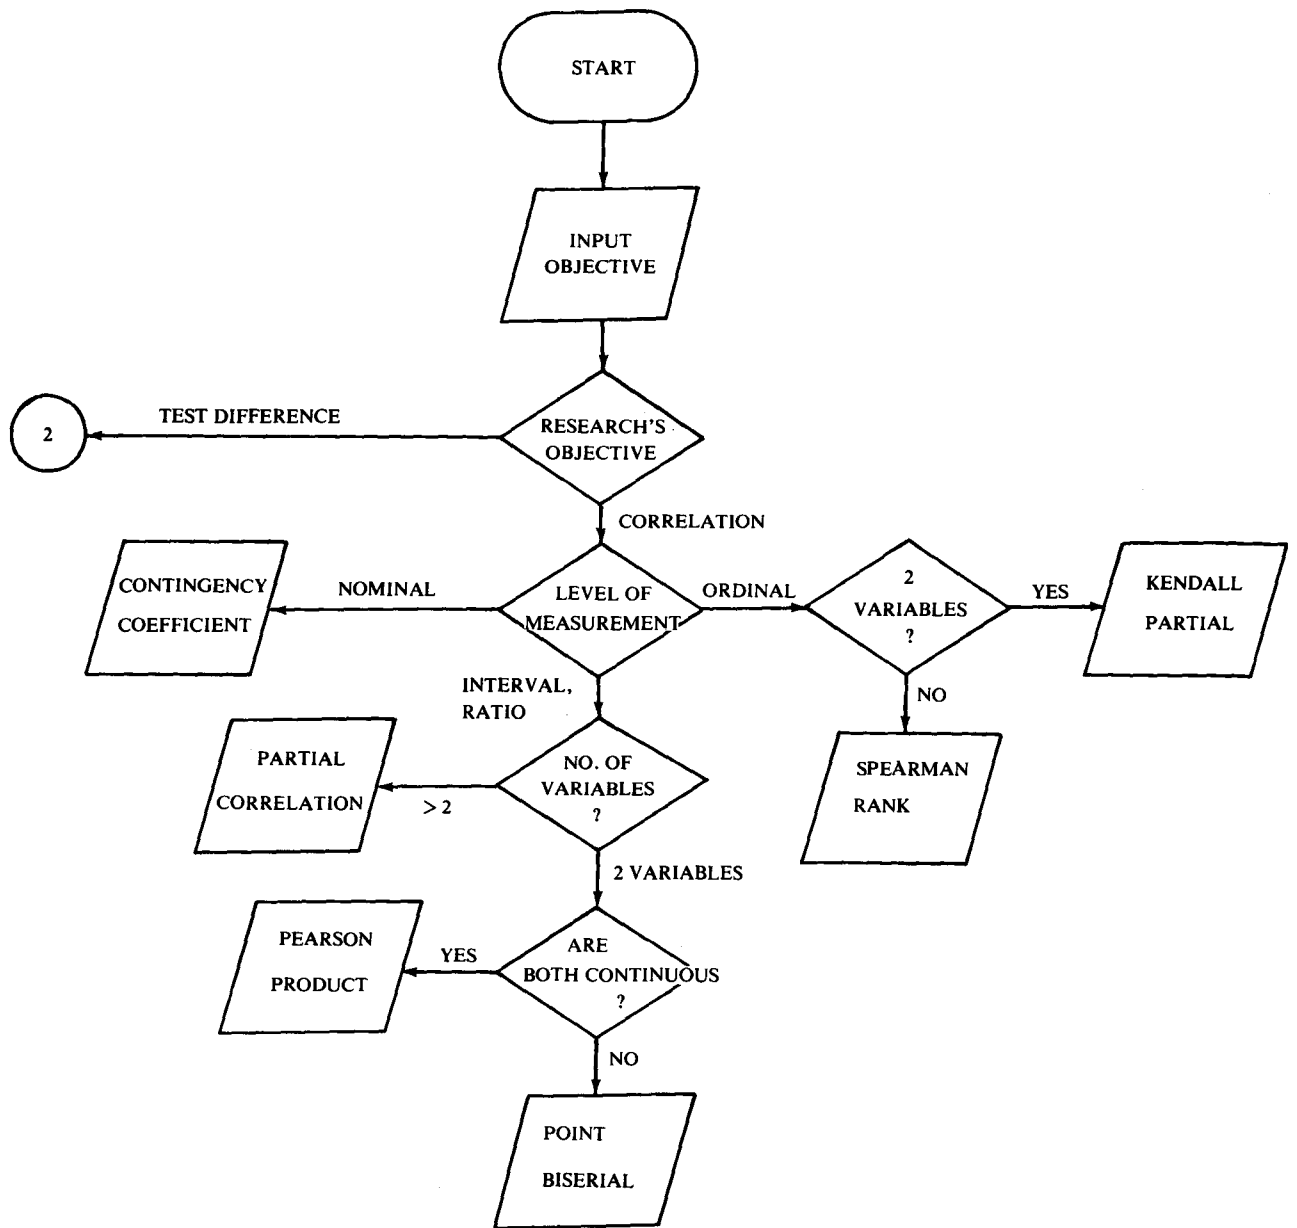 START
INPUT
OBJECTIVE
TEST DIFFERENCE
2
RESEARCH'S
OBJECTIVE
CORRELATION
CONTINGENCY
COEFFICIENT
NOMINAL
LEVEL OF
MEASUREMENT
ORDINAL
2
VARIABLES
?
YES
KENDALL
PARTIAL
INTERVAL,
RATIO
NO
PARTIAL
CORRELATION
> 2
NO. OF
VARIABLES
?
SPEARMAN
RANK
2 VARIABLES
PEARSON
PRODUCT
YES
ARE
BOTH CONTINUOUS
?
NO
POINT
BISERIAL